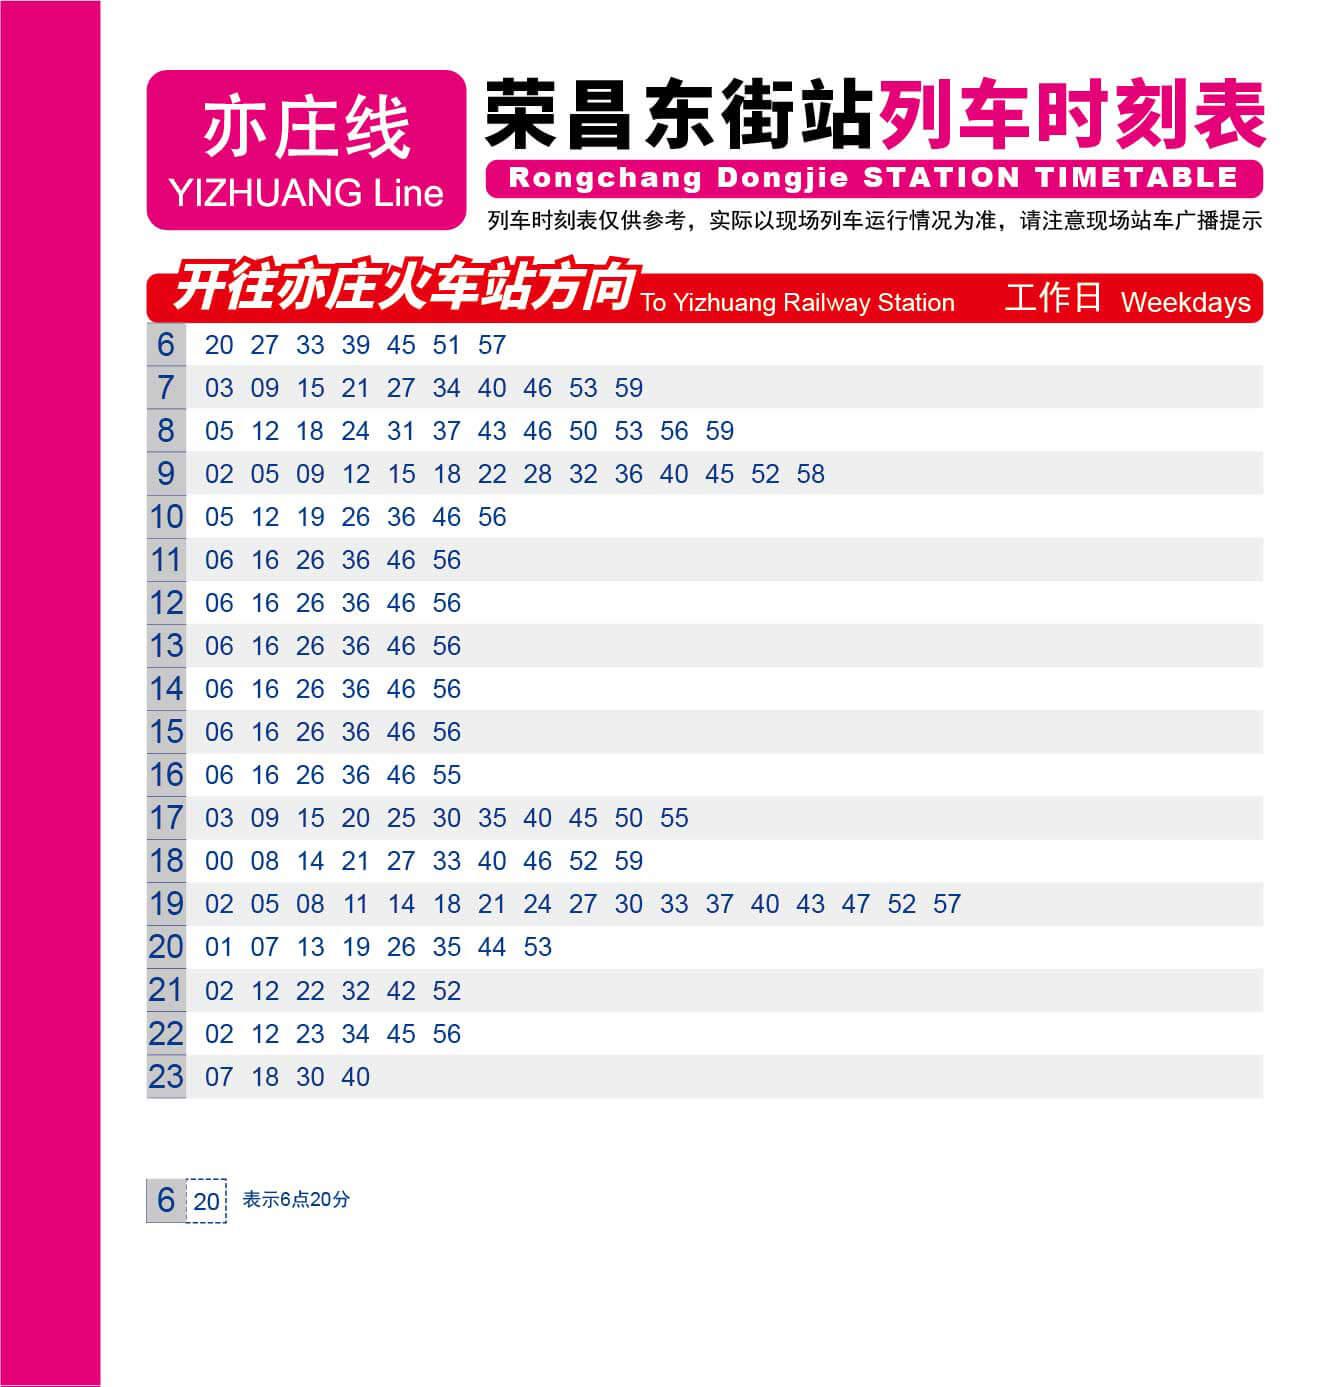 亦庄线
YIZHUANG Line
荣昌东街站列车时刻表
Rongchang Dongjie STATION TIMETABLE
列车时刻表仅供参考，实际以现场列车运行情况为准，请注意现场站车广播提示
开往亦庄火车站方向 To Yizhuang Railway Station 工作日 Weekdays
6 20 27 33 39 45 51 57
7 03 09 15 21 27 34 40 46 53 59
8 05 12 18 24 31 37 43 46 50 53 56 59
9 02 05 09 12 15 18 22 28 32 36 40 45 52 58
10 05 12 19 26 36 46 56
11 06 16 26 36 46 56
12 06 16 26 36 46 56
13 06 16 26 36 46 56
14 06 16 26 36 46 56
15 06 16 26 36 46 56
16 06 16 26 36 46 55
17 03 09 15 20 25 30 35 40 45 50 55
18 00 08 14 21 27 33 40 46 52 59
19 02 05 08 11 14 18 21 24 27 30 33 37 40 43 47 52 57
20 01 07 13 19 26 35 44 53
21 02 12 22 32 42 52
22 02 12 23 34 45 56
23 07 18 30 40
6 20 表示6点20分